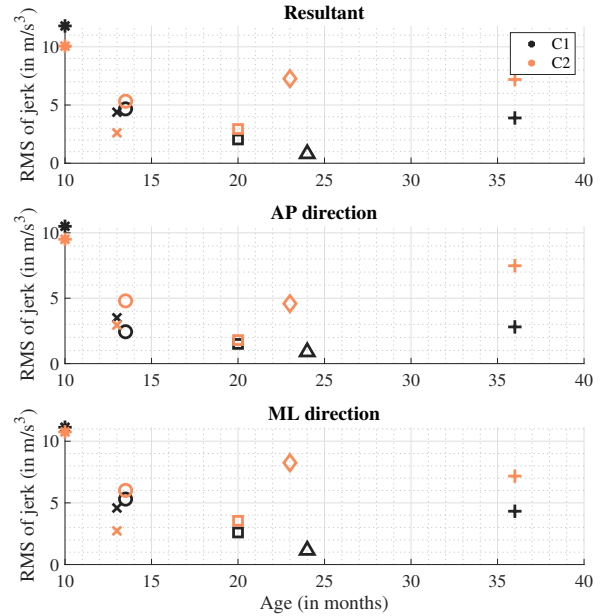 Resultant
RMS of jerk (in m/s³)
10
5
0
C1
C2
10 15 20 25 30 35 40
AP direction
RMS of jerk (in m/s³)
10
5
0
10 15 20 25 30 35 40
ML direction
RMS of jerk (in m/s³)
10
5
0
10 15 20 25 30 35 40
Age (in months)